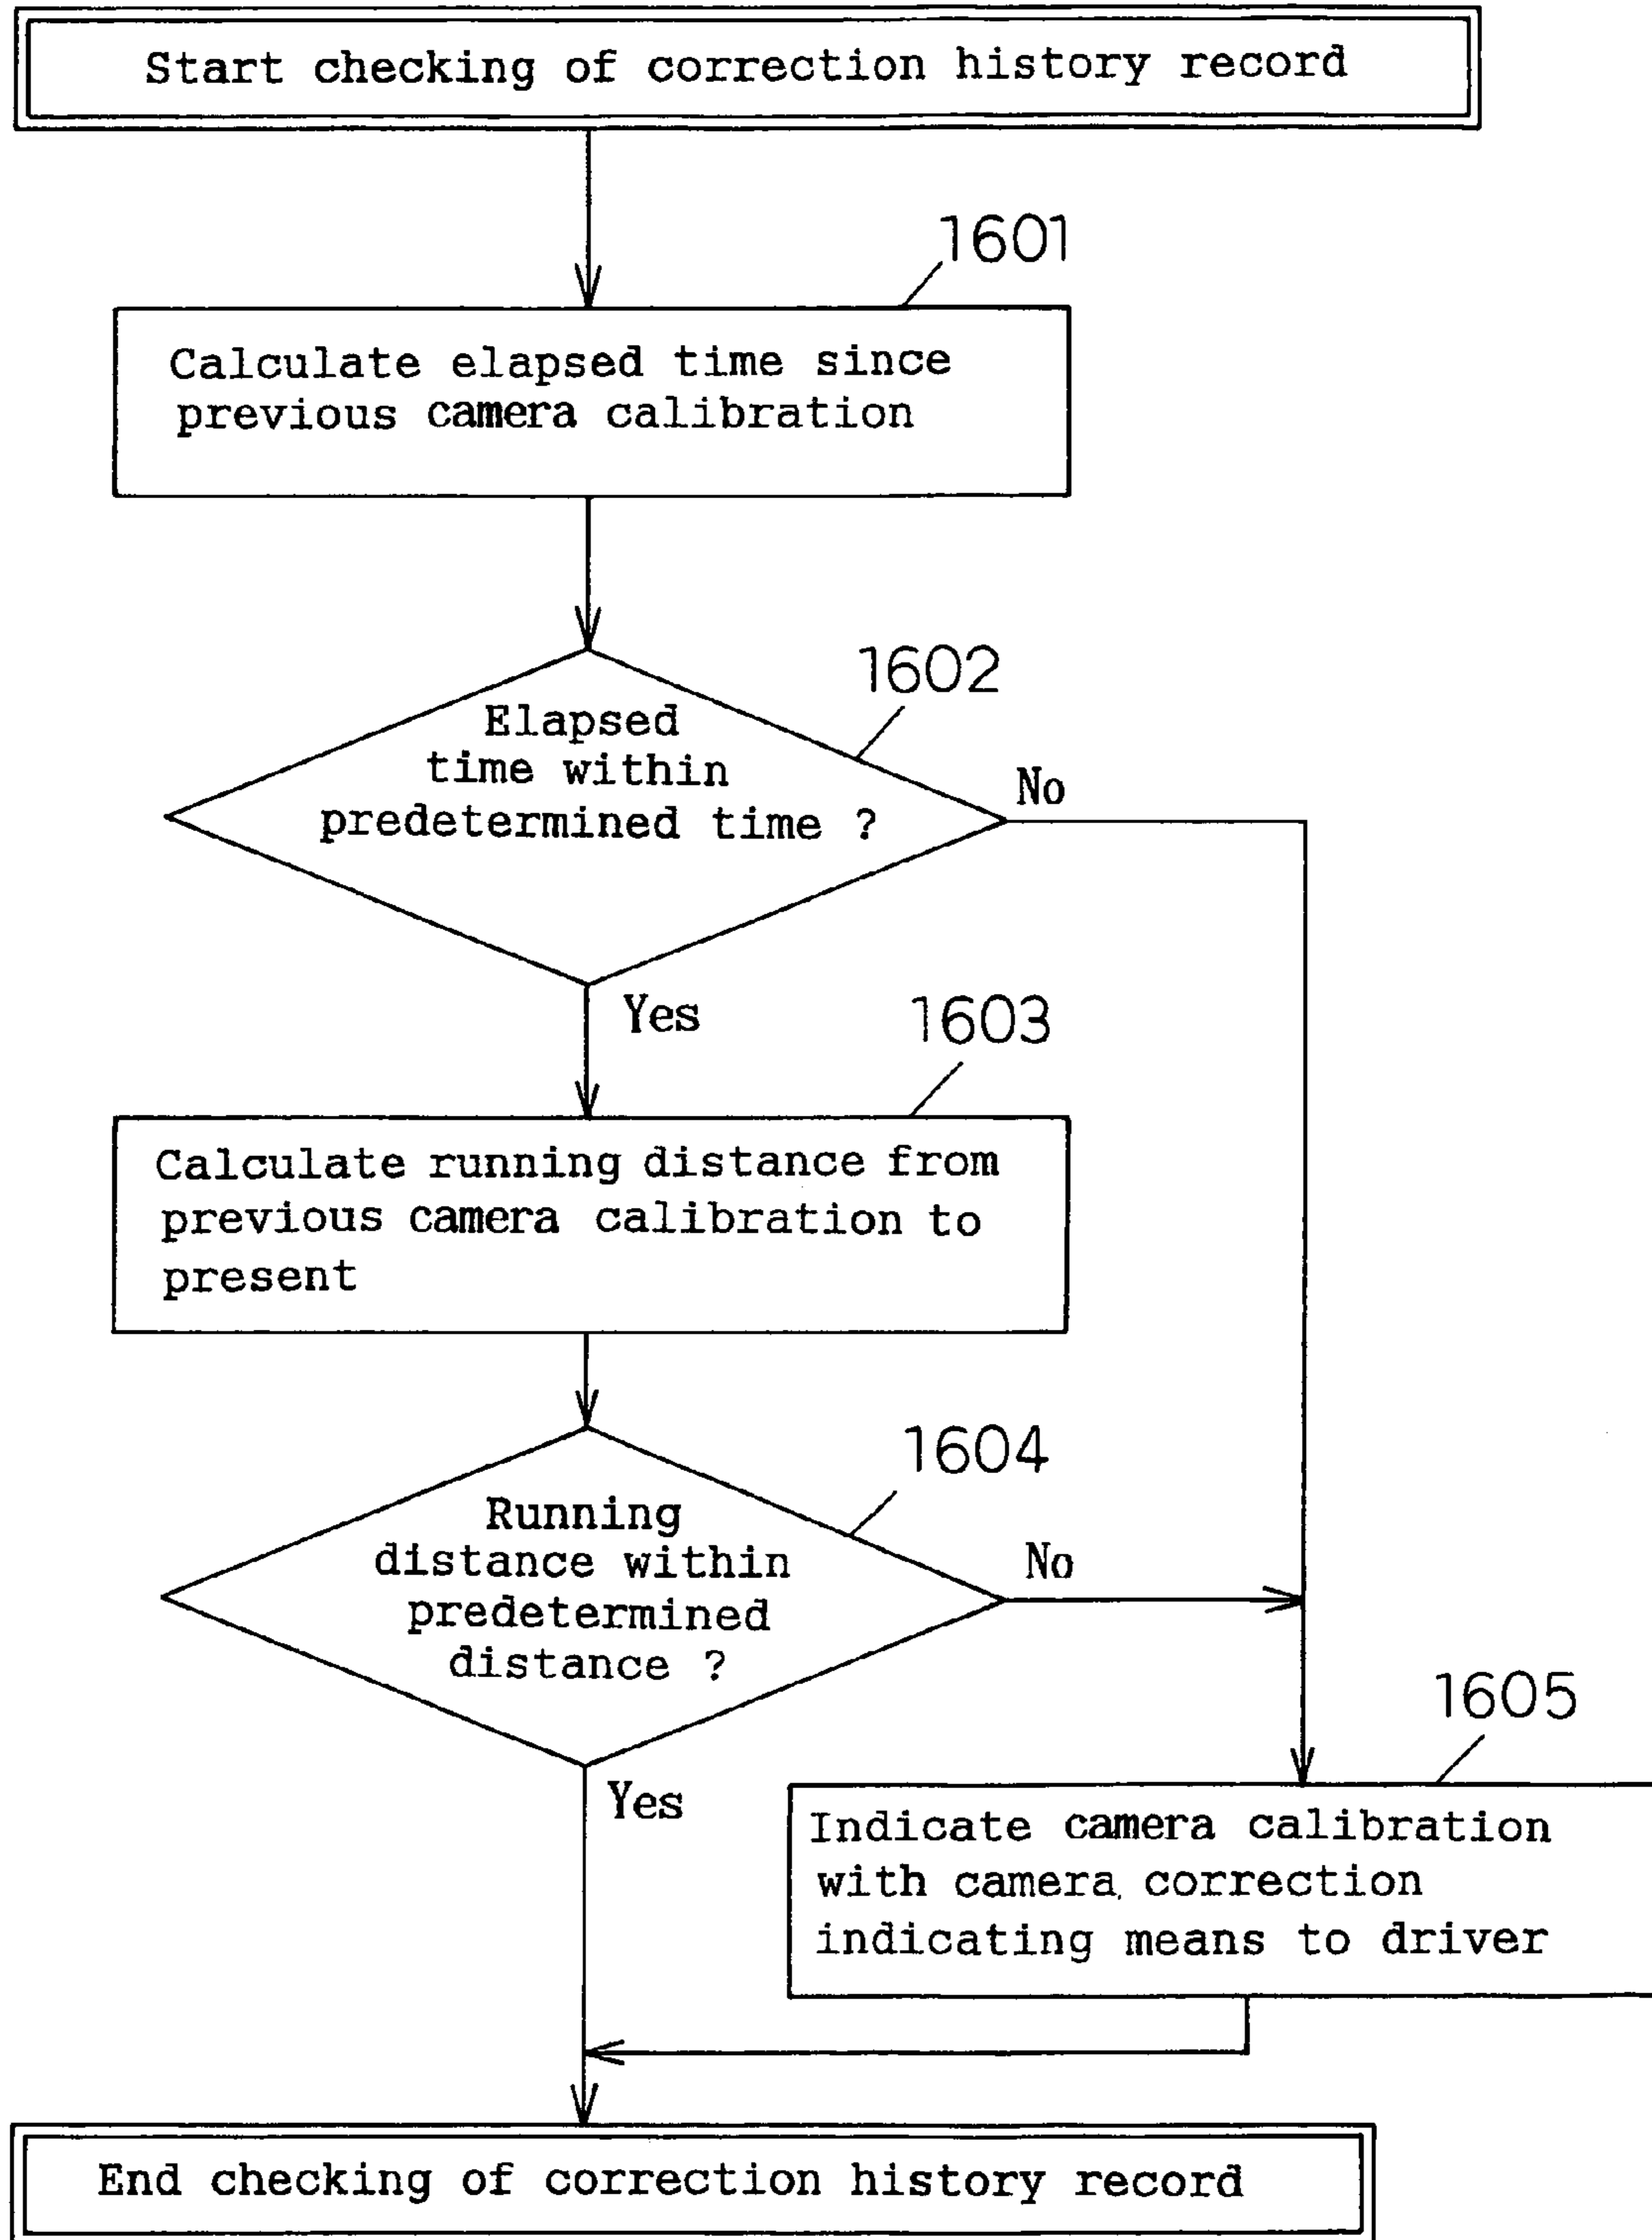 Start checking of correction history record
1601
Calculate elapsed time since
previous camera calibration
1602
Elapsed
time within
predetermined time ?
No
Yes
1603
Calculate running distance from
previous camera calibration to
present
1604
Running
distance within
predetermined
distance ?
No
Yes
1605
Indicate camera calibration
with camera correction
indicating means to driver
End checking of correction history record